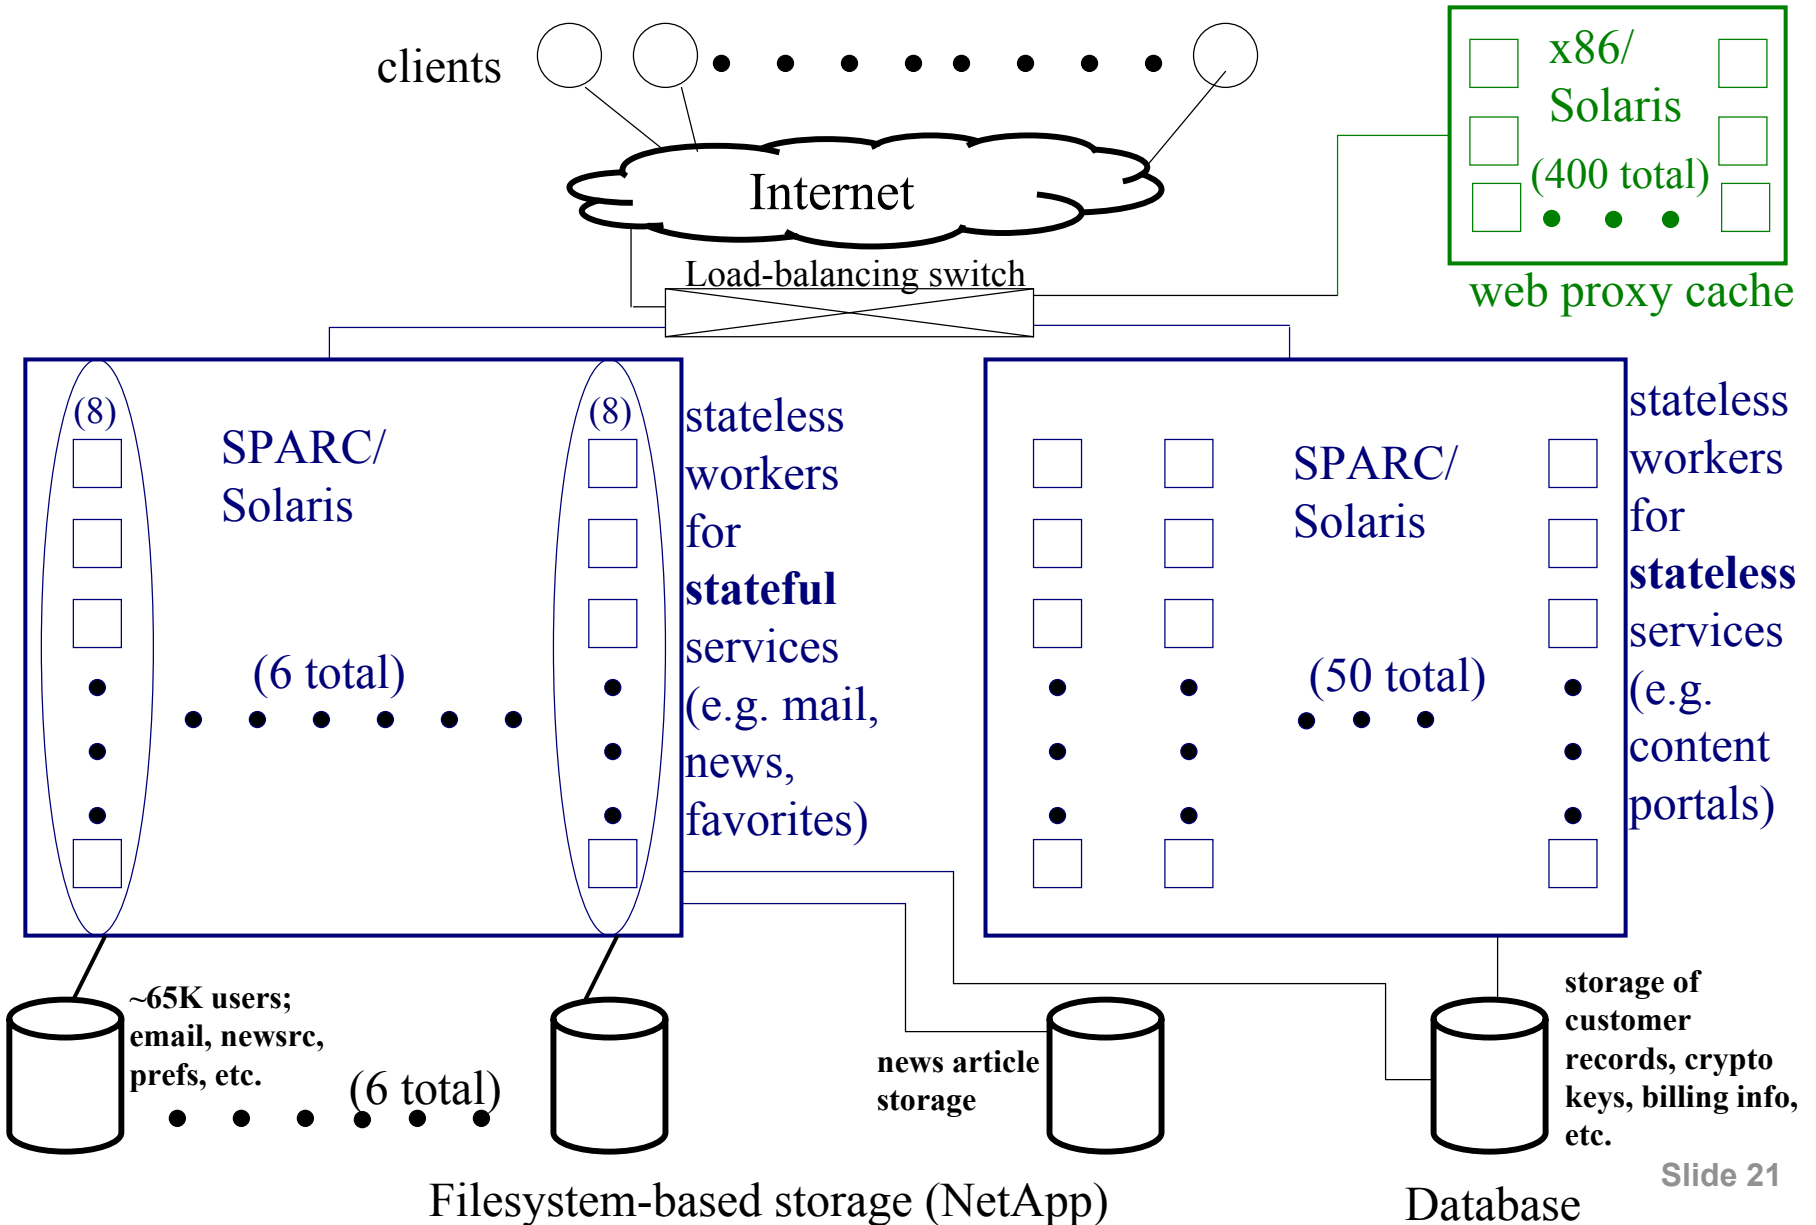 clients
x86/
Solaris
(400 total)
Internet
web proxy cache
Load-balancing switch
(8)
SPARC/
Solaris
(6 total)
(8)
stateless
workers
for
stateful
services
(e.g. mail,
news,
favorites)
SPARC/
Solaris
(50 total)
stateless
workers
for
stateless
services
(e.g.
content
portals)
~65K users;
email, newsrc,
prefs, etc.
(6 total)
news article
storage
storage of
customer
records, crypto
keys, billing info,
etc.
Filesystem-based storage (NetApp)
Database
Slide 21